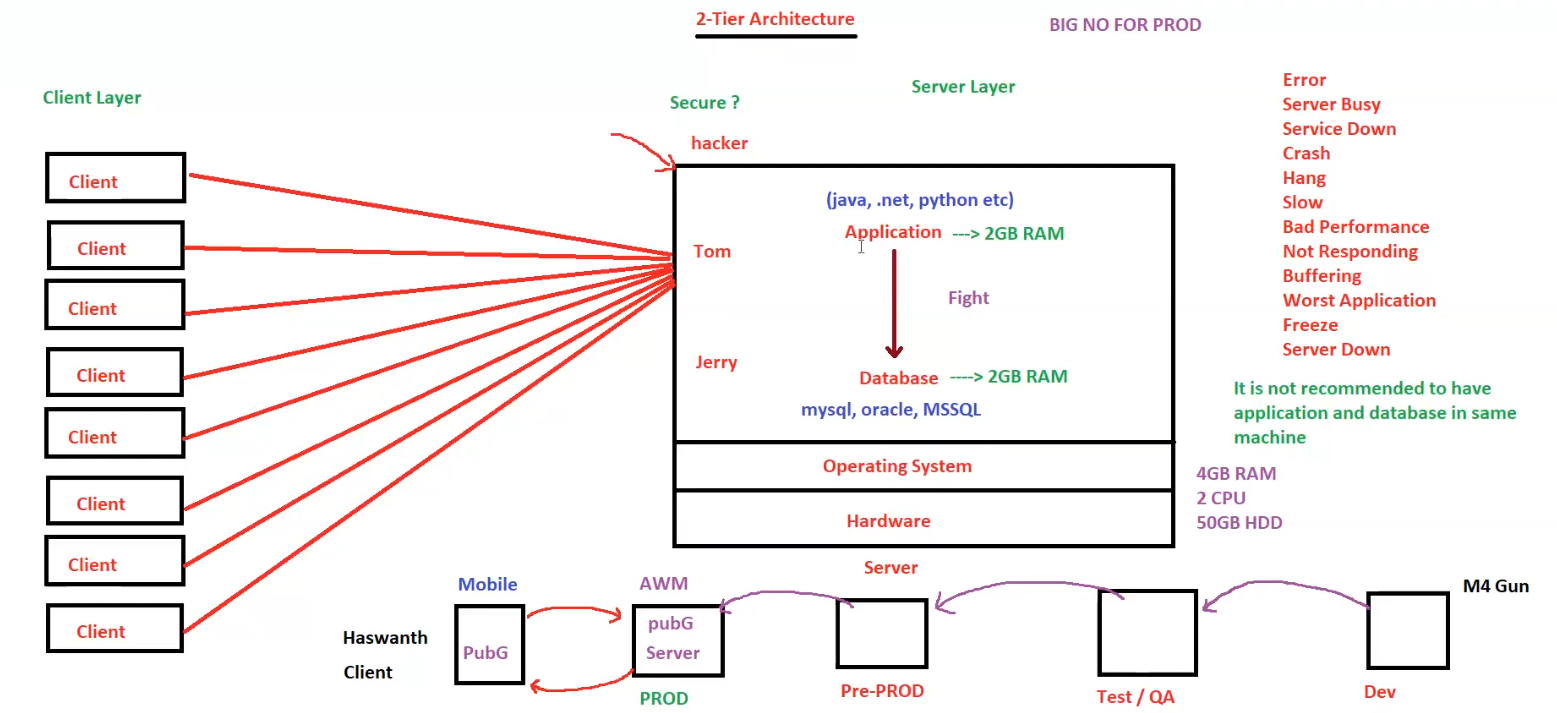 2-Tier Architecture
BIG NO FOR PROD
Client Layer
Secure ?
Server Layer
hacker
Client
Client
Client
Client
Client
Client
Client
Client
(java, .net, python etc)
Application ---> 2GB RAM
Tom
Fight
Jerry
Database ----> 2GB RAM
mysql, oracle, MSSQL
Operating System
Hardware
Server
Error
Server Busy
Service Down
Crash
Hang
Slow
Bad Performance
Not Responding
Buffering
Worst Application
Freeze
Server Down
It is not recommended to have
application and database in same
machine
4GB RAM
2 CPU
50GB HDD
Haswanth
Client
Mobile
PubG
AWM
pubG
Server
PROD
Pre-PROD
Test / QA
Dev
M4 Gun